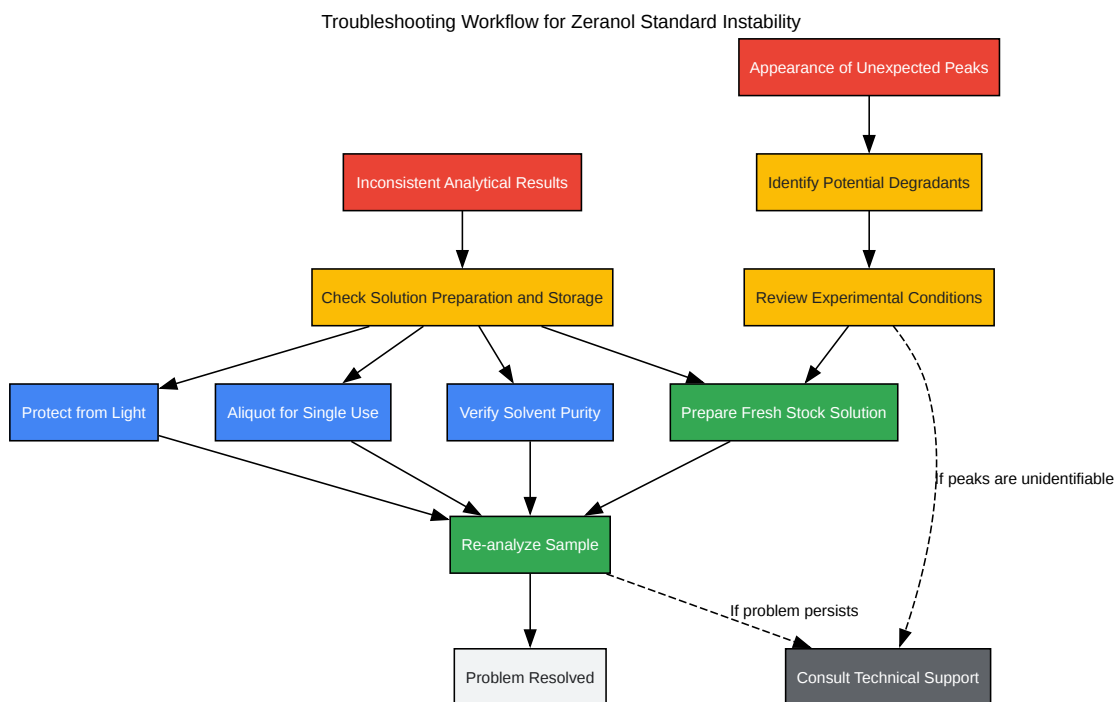 Troubleshooting Workflow for Zeranol Standard Instability
Appearance of Unexpected Peaks
Inconsistent Analytical Results
Identify Potential Degradants
Check Solution Preparation and Storage
Review Experimental Conditions
Protect from Light
Aliquot for Single Use
Verify Solvent Purity
Prepare Fresh Stock Solution
If peaks are unidentifiable
Re-analyze Sample
If problem persists
Problem Resolved
Consult Technical Support